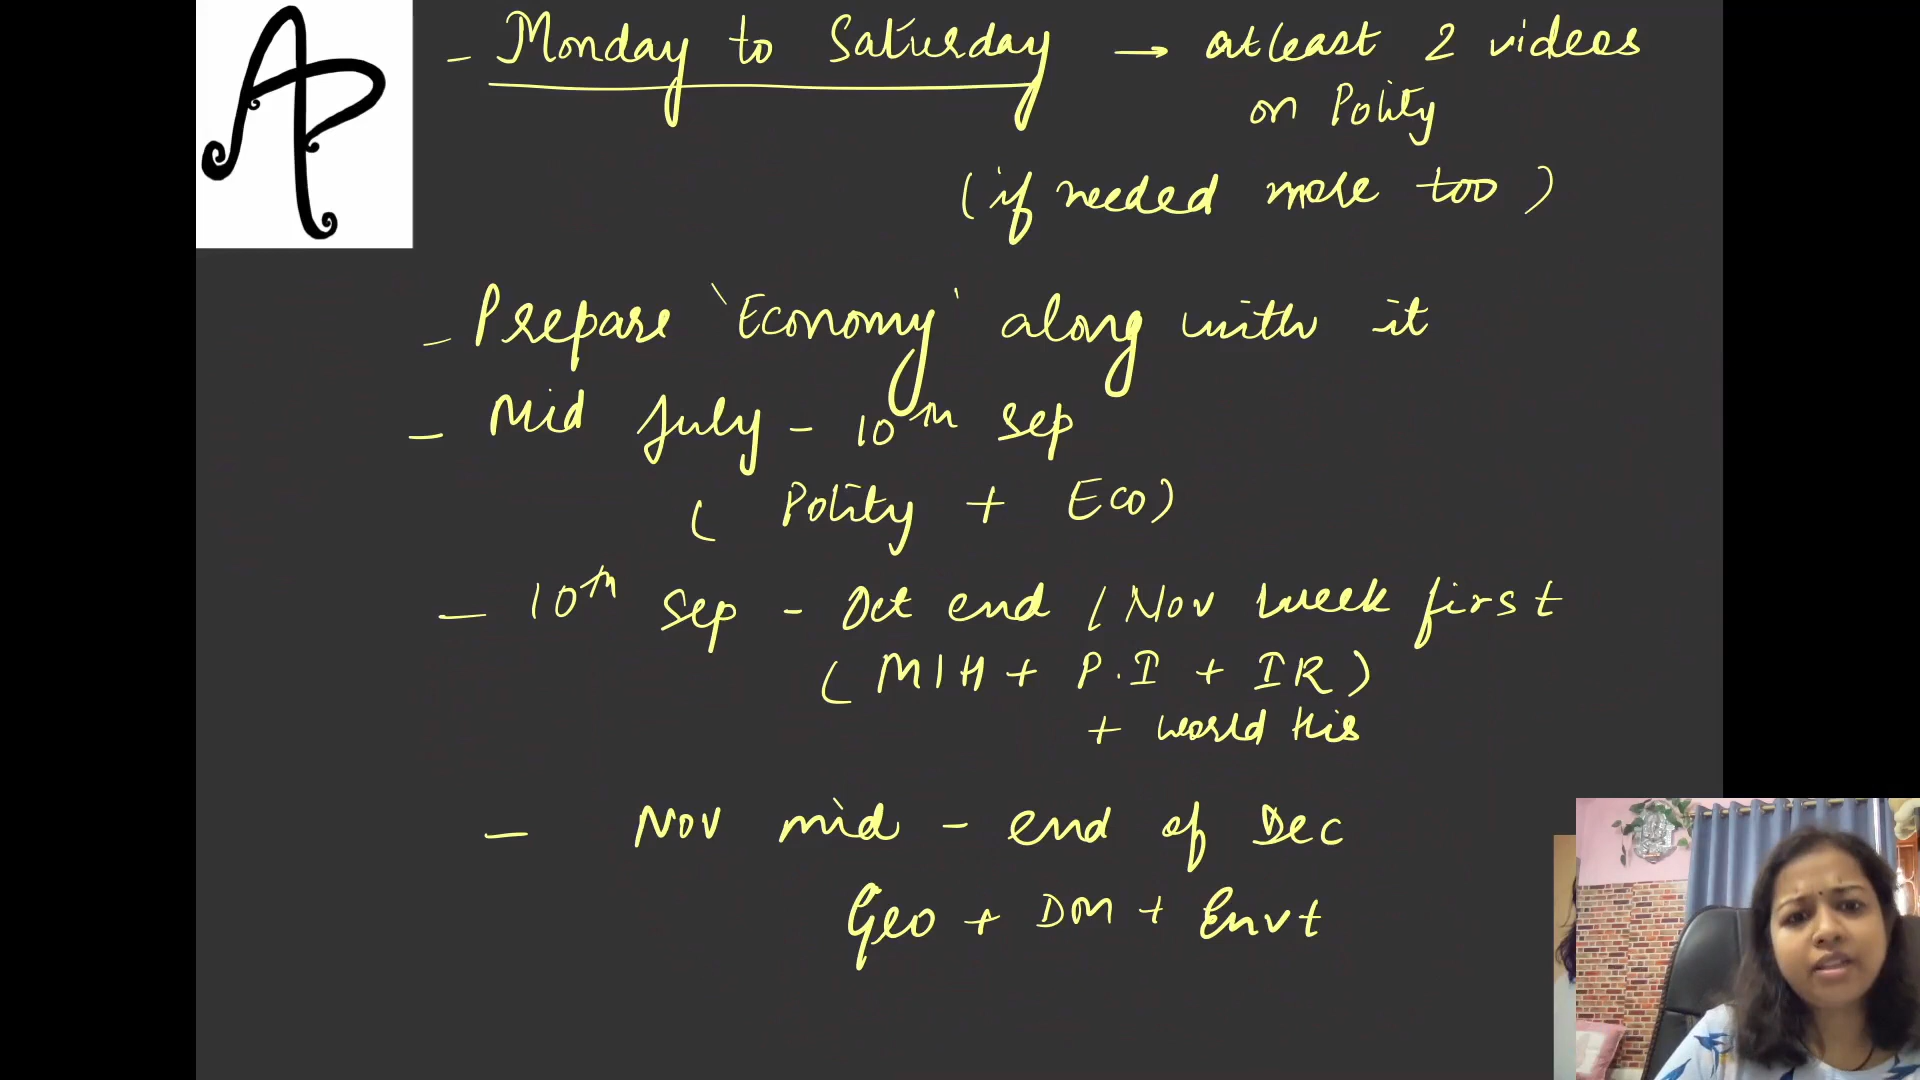 AP
- Monday to Saturday → atleast 2 videos
on Polity
(if needed more too)
- Prepare 'Economy' along with it
- Mid July - 10th Sep
(Polity + Eco)
- 10th Sep - Oct end / Nov week first
(MIH + P.I + IR)
+ World His
- Nov mid - end of Dec
Geo + DM + Envt